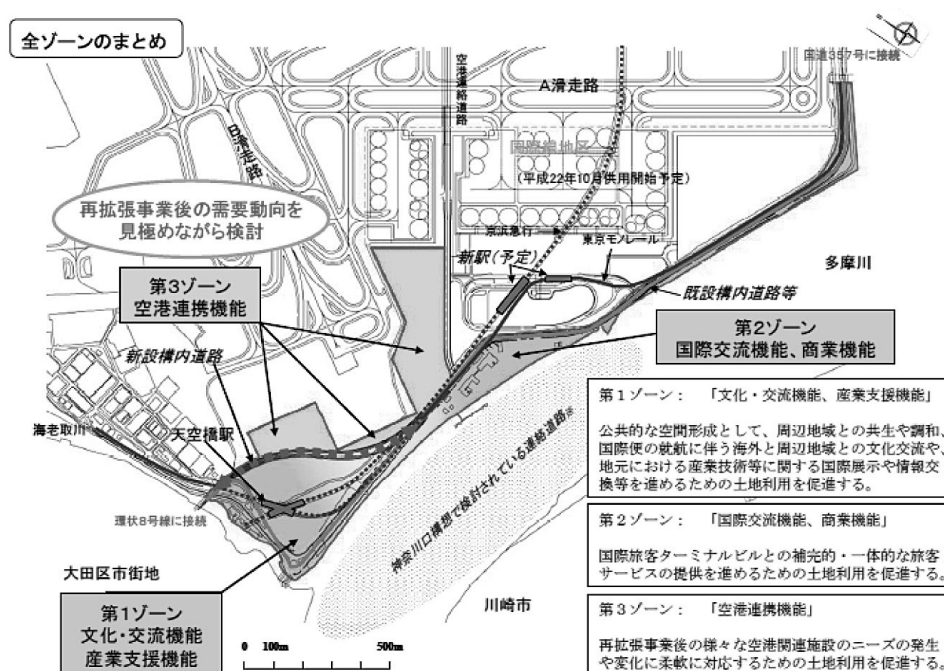 全ゾーンのまとめ
国道357号に接続
空港連絡道路
A滑走路
B滑走路
国際線地区
(平成22年10月供用開始予定)
再拡張事業後の需要動向を
見極めながら検討
京浜急行
東京モノレール
新駅(予定)
多摩川
既設構内道路等
第3ゾーン
空港連携機能
第2ゾーン
国際交流機能、商業機能
新設構内道路
海老取川
天空橋駅
環状8号線に接続
神奈川口構想で検討されている連絡道路※
大田区市街地
川崎市
第1ゾーン
文化・交流機能
産業支援機能
0 100m 500m
第1ゾーン: 「文化・交流機能、産業支援機能」
公共的な空間形成として、周辺地域との共生や調和、
国際便の就航に伴う海外と周辺地域との文化交流や、
地元における産業技術等に関する国際展示や情報交
換等を進めるための土地利用を促進する。
第2ゾーン: 「国際交流機能、商業機能」
国際旅客ターミナルビルとの補完的・一体的な旅客
サービスの提供を進めるための土地利用を促進する。
第3ゾーン: 「空港連携機能」
再拡張事業後の様々な空港関連施設のニーズの発生
や変化に柔軟に対応するための土地利用を促進する。